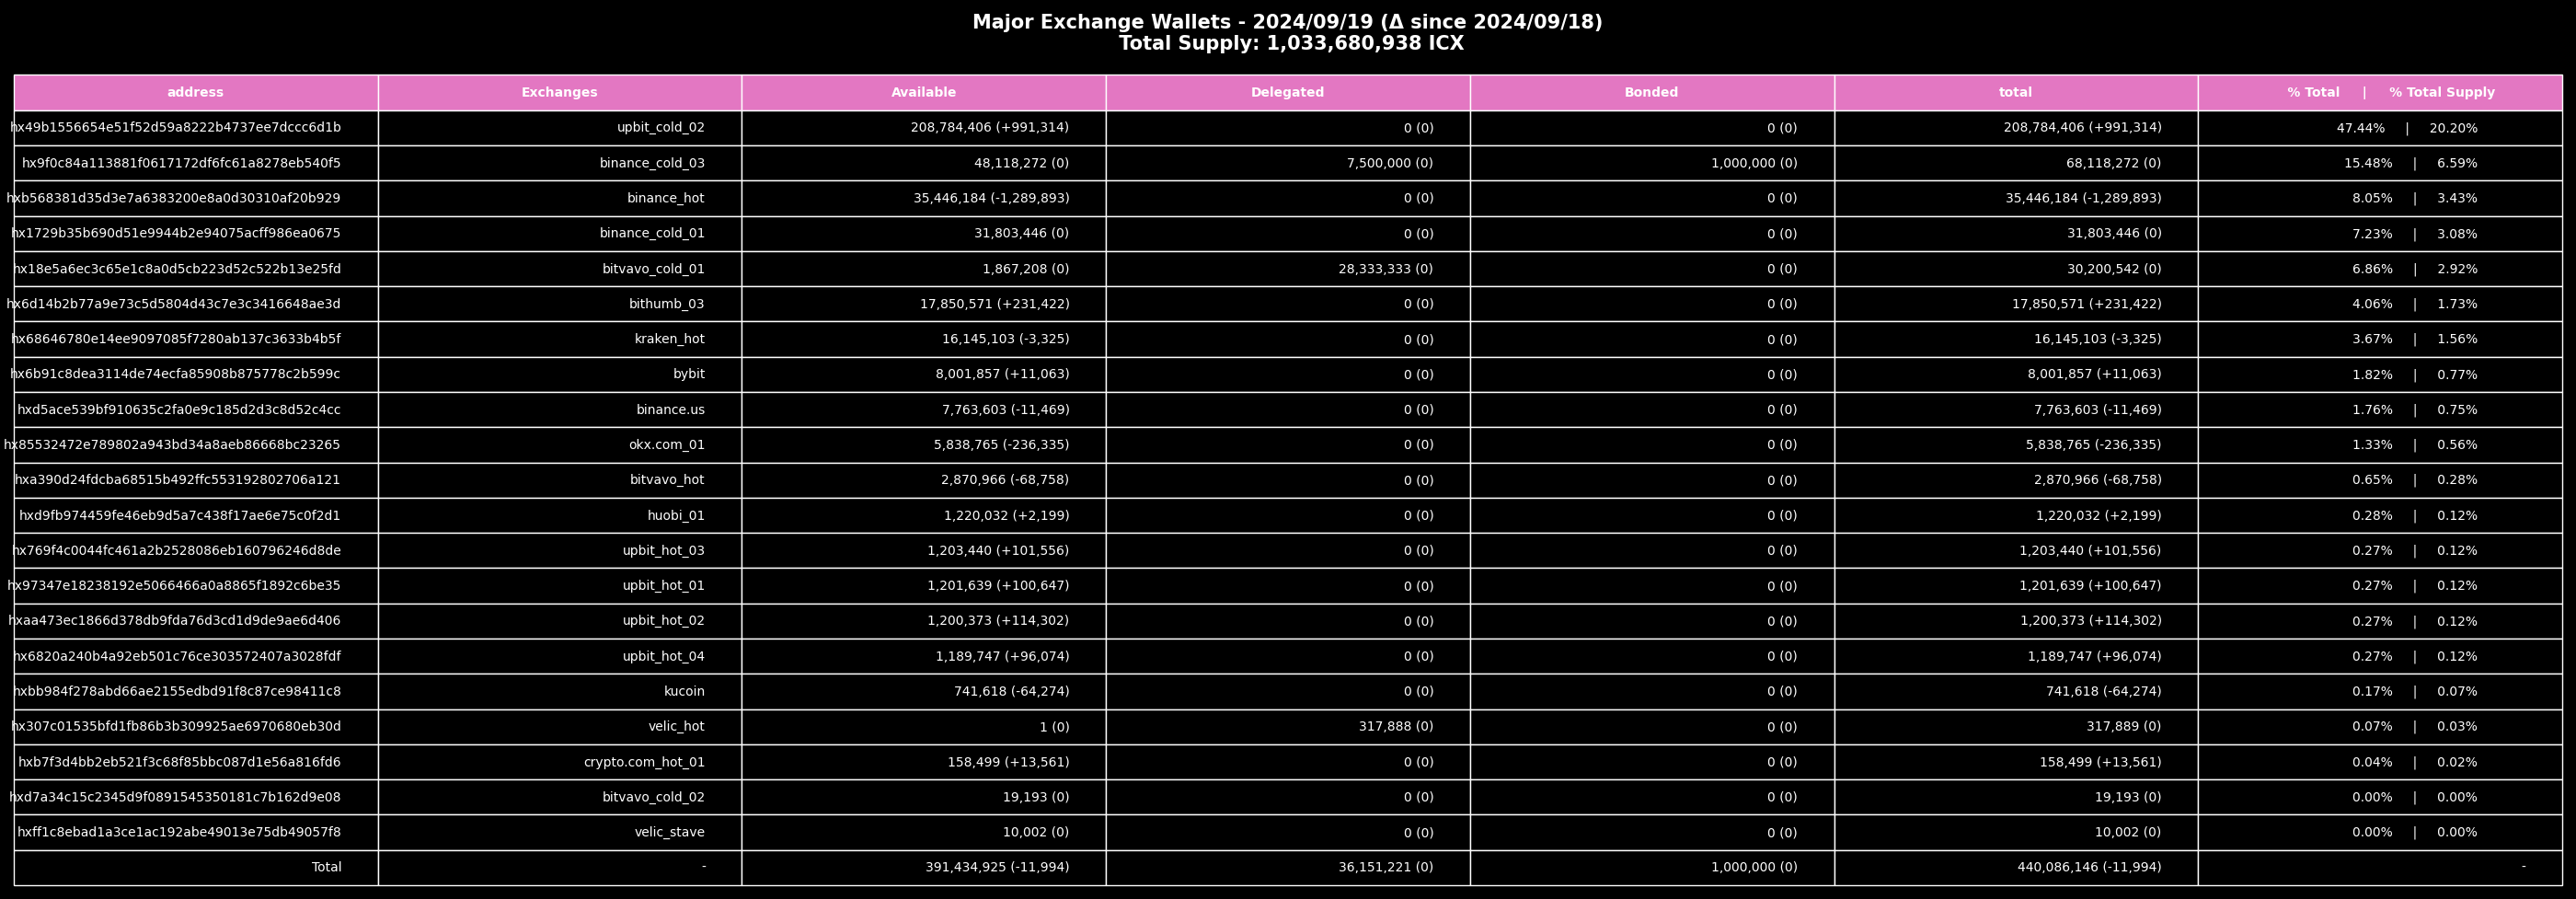 Major Exchange Wallets - 2024/09/19 (Δ since 2024/09/18)
Total Supply: 1,033,680,938 ICX
address Exchanges Available Delegated Bonded total % Total | % Total Supply
hx49b1556654e51f52d59a8222b4737ee7dccc6d1b upbit_cold_02 208,784,406 (+991,314) 0 (0) 0 (0) 208,784,406 (+991,314) 47.44% | 20.20%
hx9f0c84a113881f0617172df6fc61a8278eb540f5 binance_cold_03 48,118,272 (0) 7,500,000 (0) 1,000,000 (0) 68,118,272 (0) 15.48% | 6.59%
hxb568381d35d3e7a6383200e8a0d30310af20b929 binance_hot 35,446,184 (-1,289,893) 0 (0) 0 (0) 35,446,184 (-1,289,893) 8.05% | 3.43%
hx1729b35b690d51e9944b2e94075acff986ea0675 binance_cold_01 31,803,446 (0) 0 (0) 0 (0) 31,803,446 (0) 7.23% | 3.08%
hx18e5a6ec3c65e1c8a0d5cb223d52c522b13e25fd bitvavo_cold_01 1,867,208 (0) 28,333,333 (0) 0 (0) 30,200,542 (0) 6.86% | 2.92%
hx6d14b2b77a9e73c5d5804d43c7e3c3416648ae3d bithumb_03 17,850,571 (+231,422) 0 (0) 0 (0) 17,850,571 (+231,422) 4.06% | 1.73%
hx68646780e14ee9097085f7280ab137c3633b4b5f kraken_hot 16,145,103 (-3,325) 0 (0) 0 (0) 16,145,103 (-3,325) 3.67% | 1.56%
hx6b91c8dea3114de74ecfa85908b875778c2b599c bybit 8,001,857 (+11,063) 0 (0) 0 (0) 8,001,857 (+11,063) 1.82% | 0.77%
hxd5ace539bf910635c2fa0e9c185d2d3c8d52c4cc binance.us 7,763,603 (-11,469) 0 (0) 0 (0) 7,763,603 (-11,469) 1.76% | 0.75%
hx85532472e789802a943bd34a8aeb86668bc23265 okx.com_01 5,838,765 (-236,335) 0 (0) 0 (0) 5,838,765 (-236,335) 1.33% | 0.56%
hxa390d24fdcba68515b492ffc553192802706a121 bitvavo_hot 2,870,966 (-68,758) 0 (0) 0 (0) 2,870,966 (-68,758) 0.65% | 0.28%
hxd9fb974459fe46eb9d5a7c438f17ae6e75c0f2d1 huobi_01 1,220,032 (+2,199) 0 (0) 0 (0) 1,220,032 (+2,199) 0.28% | 0.12%
hx769f4c0044fc461a2b2528086eb160796246d8de upbit_hot_03 1,203,440 (+101,556) 0 (0) 0 (0) 1,203,440 (+101,556) 0.27% | 0.12%
hx97347e18238192e5066466a0a8865f1892c6be35 upbit_hot_01 1,201,639 (+100,647) 0 (0) 0 (0) 1,201,639 (+100,647) 0.27% | 0.12%
hxaa473ec1866d378db9fda76d3cd1d9de9ae6d406 upbit_hot_02 1,200,373 (+114,302) 0 (0) 0 (0) 1,200,373 (+114,302) 0.27% | 0.12%
hx6820a240b4a92eb501c76ce303572407a3028fdf upbit_hot_04 1,189,747 (+96,074) 0 (0) 0 (0) 1,189,747 (+96,074) 0.27% | 0.12%
hxbb984f278abd66ae2155edbd91f8c87ce98411c8 kucoin 741,618 (-64,274) 0 (0) 0 (0) 741,618 (-64,274) 0.17% | 0.07%
hx307c01535bfd1fb86b3b309925ae6970680eb30d velic_hot 1 (0) 317,888 (0) 0 (0) 317,889 (0) 0.07% | 0.03%
hxb7f3d4bb2eb521f3c68f85bbc087d1e56a816fd6 crypto.com_hot_01 158,499 (+13,561) 0 (0) 0 (0) 158,499 (+13,561) 0.04% | 0.02%
hxd7a34c15c2345d9f0891545350181c7b162d9e08 bitvavo_cold_02 19,193 (0) 0 (0) 0 (0) 19,193 (0) 0.00% | 0.00%
hxff1c8ebad1a3ce1ac192abe49013e75db49057f8 velic_stave 10,002 (0) 0 (0) 0 (0) 10,002 (0) 0.00% | 0.00%
Total - 391,434,925 (-11,994) 36,151,221 (0) 1,000,000 (0) 440,086,146 (-11,994) -